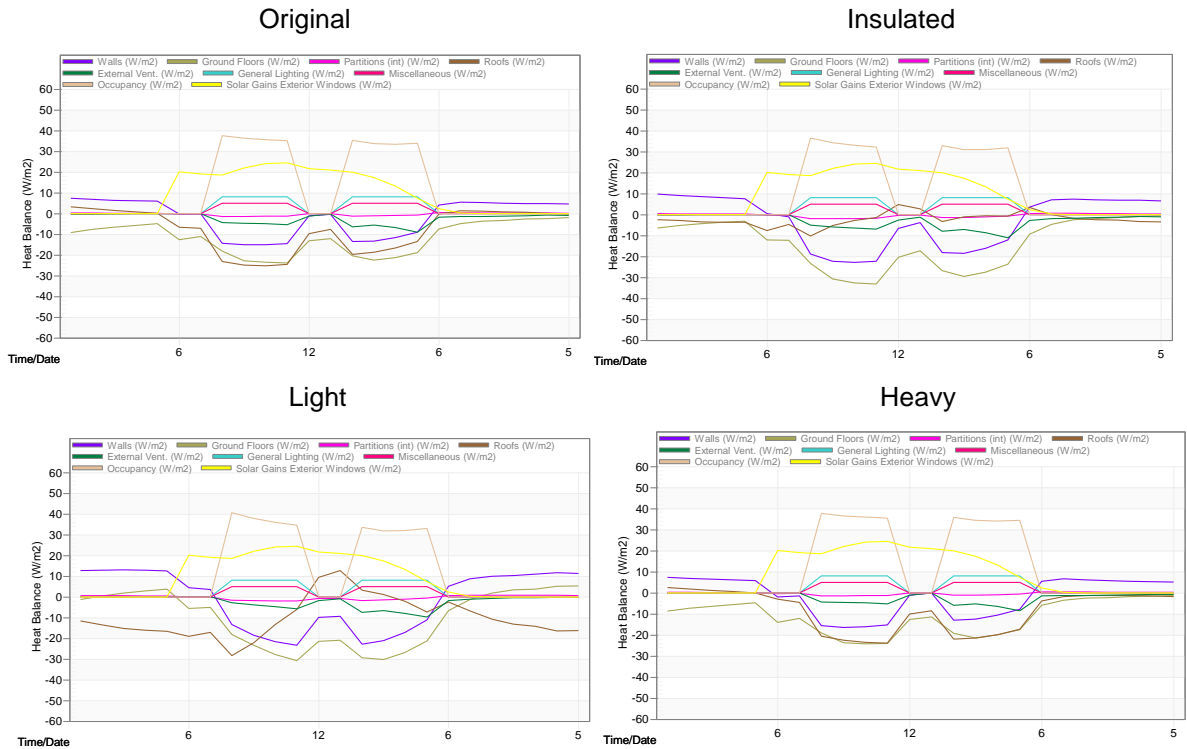 Original
Walls (W/m2) Ground Floors (W/m2) Partitions (int) (W/m2) Roofs (W/m2)
External Vent. (W/m2) General Lighting (W/m2) Miscellaneous (W/m2)
Occupancy (W/m2) Solar Gains Exterior Windows (W/m2)
Heat Balance (W/m2)
60
50
40
30
20
10
0
-10
-20
-30
-40
-50
-60
6 12 6 5
Time/Date
Insulated
Walls (W/m2) Ground Floors (W/m2) Partitions (int) (W/m2) Roofs (W/m2)
External Vent. (W/m2) General Lighting (W/m2) Miscellaneous (W/m2)
Occupancy (W/m2) Solar Gains Exterior Windows (W/m2)
Heat Balance (W/m2)
60
50
40
30
20
10
0
-10
-20
-30
-40
-50
-60
6 12 6 5
Time/Date
Light
Walls (W/m2) Ground Floors (W/m2) Partitions (int) (W/m2) Roofs (W/m2)
External Vent. (W/m2) General Lighting (W/m2) Miscellaneous (W/m2)
Occupancy (W/m2) Solar Gains Exterior Windows (W/m2)
Heat Balance (W/m2)
60
50
40
30
20
10
0
-10
-20
-30
-40
-50
-60
6 12 6 5
Time/Date
Heavy
Walls (W/m2) Ground Floors (W/m2) Partitions (int) (W/m2) Roofs (W/m2)
External Vent. (W/m2) General Lighting (W/m2) Miscellaneous (W/m2)
Occupancy (W/m2) Solar Gains Exterior Windows (W/m2)
Heat Balance (W/m2)
60
50
40
30
20
10
0
-10
-20
-30
-40
-50
-60
6 12 6 5
Time/Date